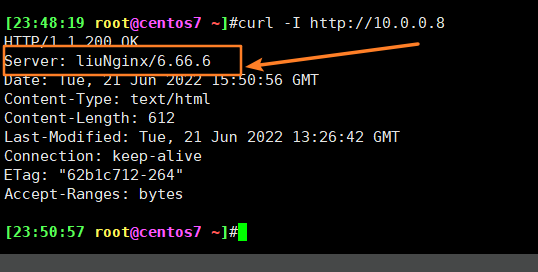 [23:48:19 root@centos7 ~]#curl -I http://10.0.0.8
HTTP/1.1 200 OK
Server: liuNginx/6.66.6
Date: Tue, 21 Jun 2022 15:50:56 GMT
Content-Type: text/html
Content-Length: 612
Last-Modified: Tue, 21 Jun 2022 13:26:42 GMT
Connection: keep-alive
ETag: "62b1c712-264"
Accept-Ranges: bytes
[23:50:57 root@centos7 ~]#